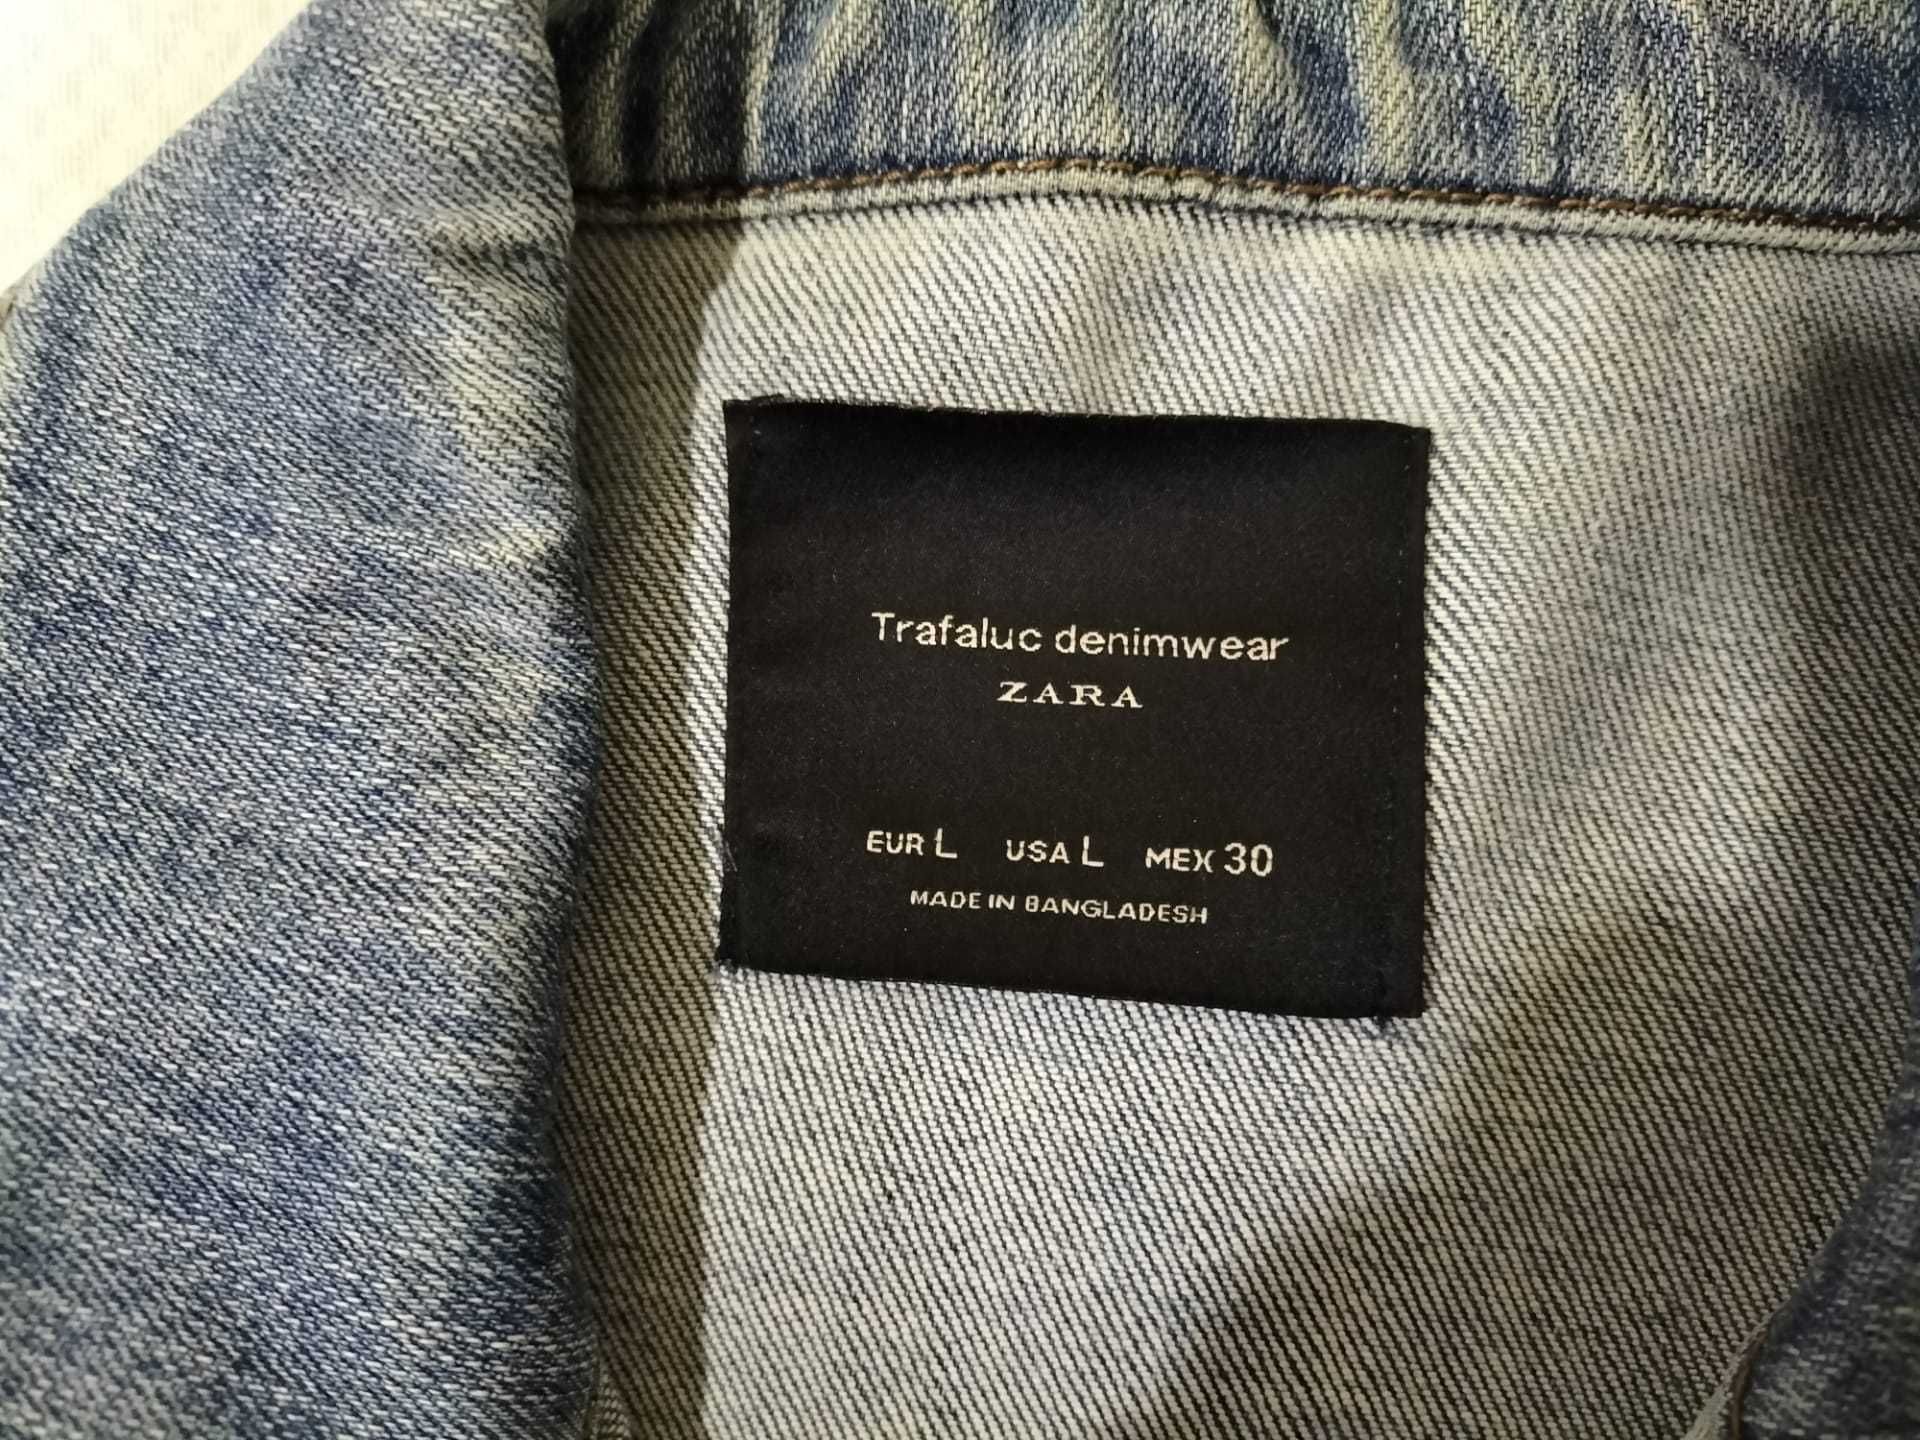 Trafaluc denimwear
ZARA
EUR L USA L MEX 30
MADE IN BANGLADESH